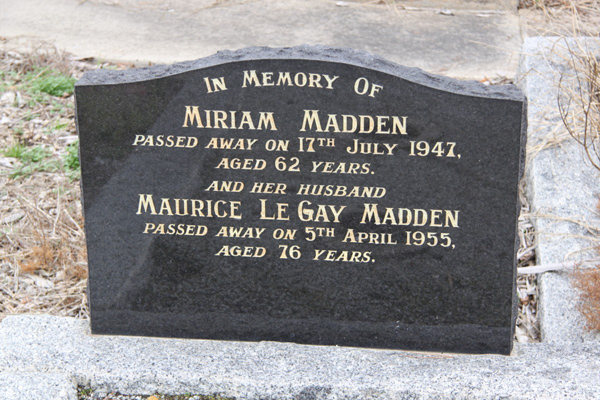 In Memory Of
Miriam Madden
passed away on 17th July 1947,
aged 62 years.
and her husband
Maurice Le Gay Madden
passed away on 5th April 1955,
aged 76 years.